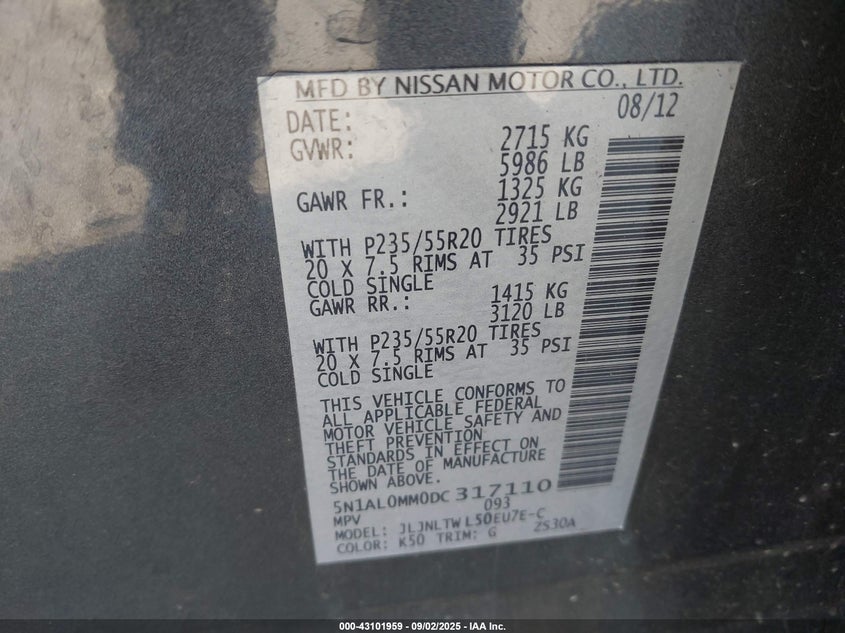 MFD BY NISSAN MOTOR CO., LTD.
DATE: 08/12
GVWR: 2715 KG
5986 LB
GAWR FR.: 1325 KG
2921 LB
WITH P235/55R20 TIRES
20 X 7.5 RIMS AT 35 PSI
COLD SINGLE
GAWR RR.: 1415 KG
3120 LB
WITH P235/55R20 TIRES
20 X 7.5 RIMS AT 35 PSI
COLD SINGLE
THIS VEHICLE CONFORMS TO
ALL APPLICABLE FEDERAL
MOTOR VEHICLE SAFETY AND
THEFT PREVENTION
STANDARDS IN EFFECT ON
THE DATE OF MANUFACTURE
SHOWN ABOVE.
5N1AL0MM0DC 317110
MPV 093
MODEL: JLJNLTW L50EU7E-C
COLOR: K50 TRIM: G 2S30A
000-43101959 - 09/02/2025 - IAA Inc.